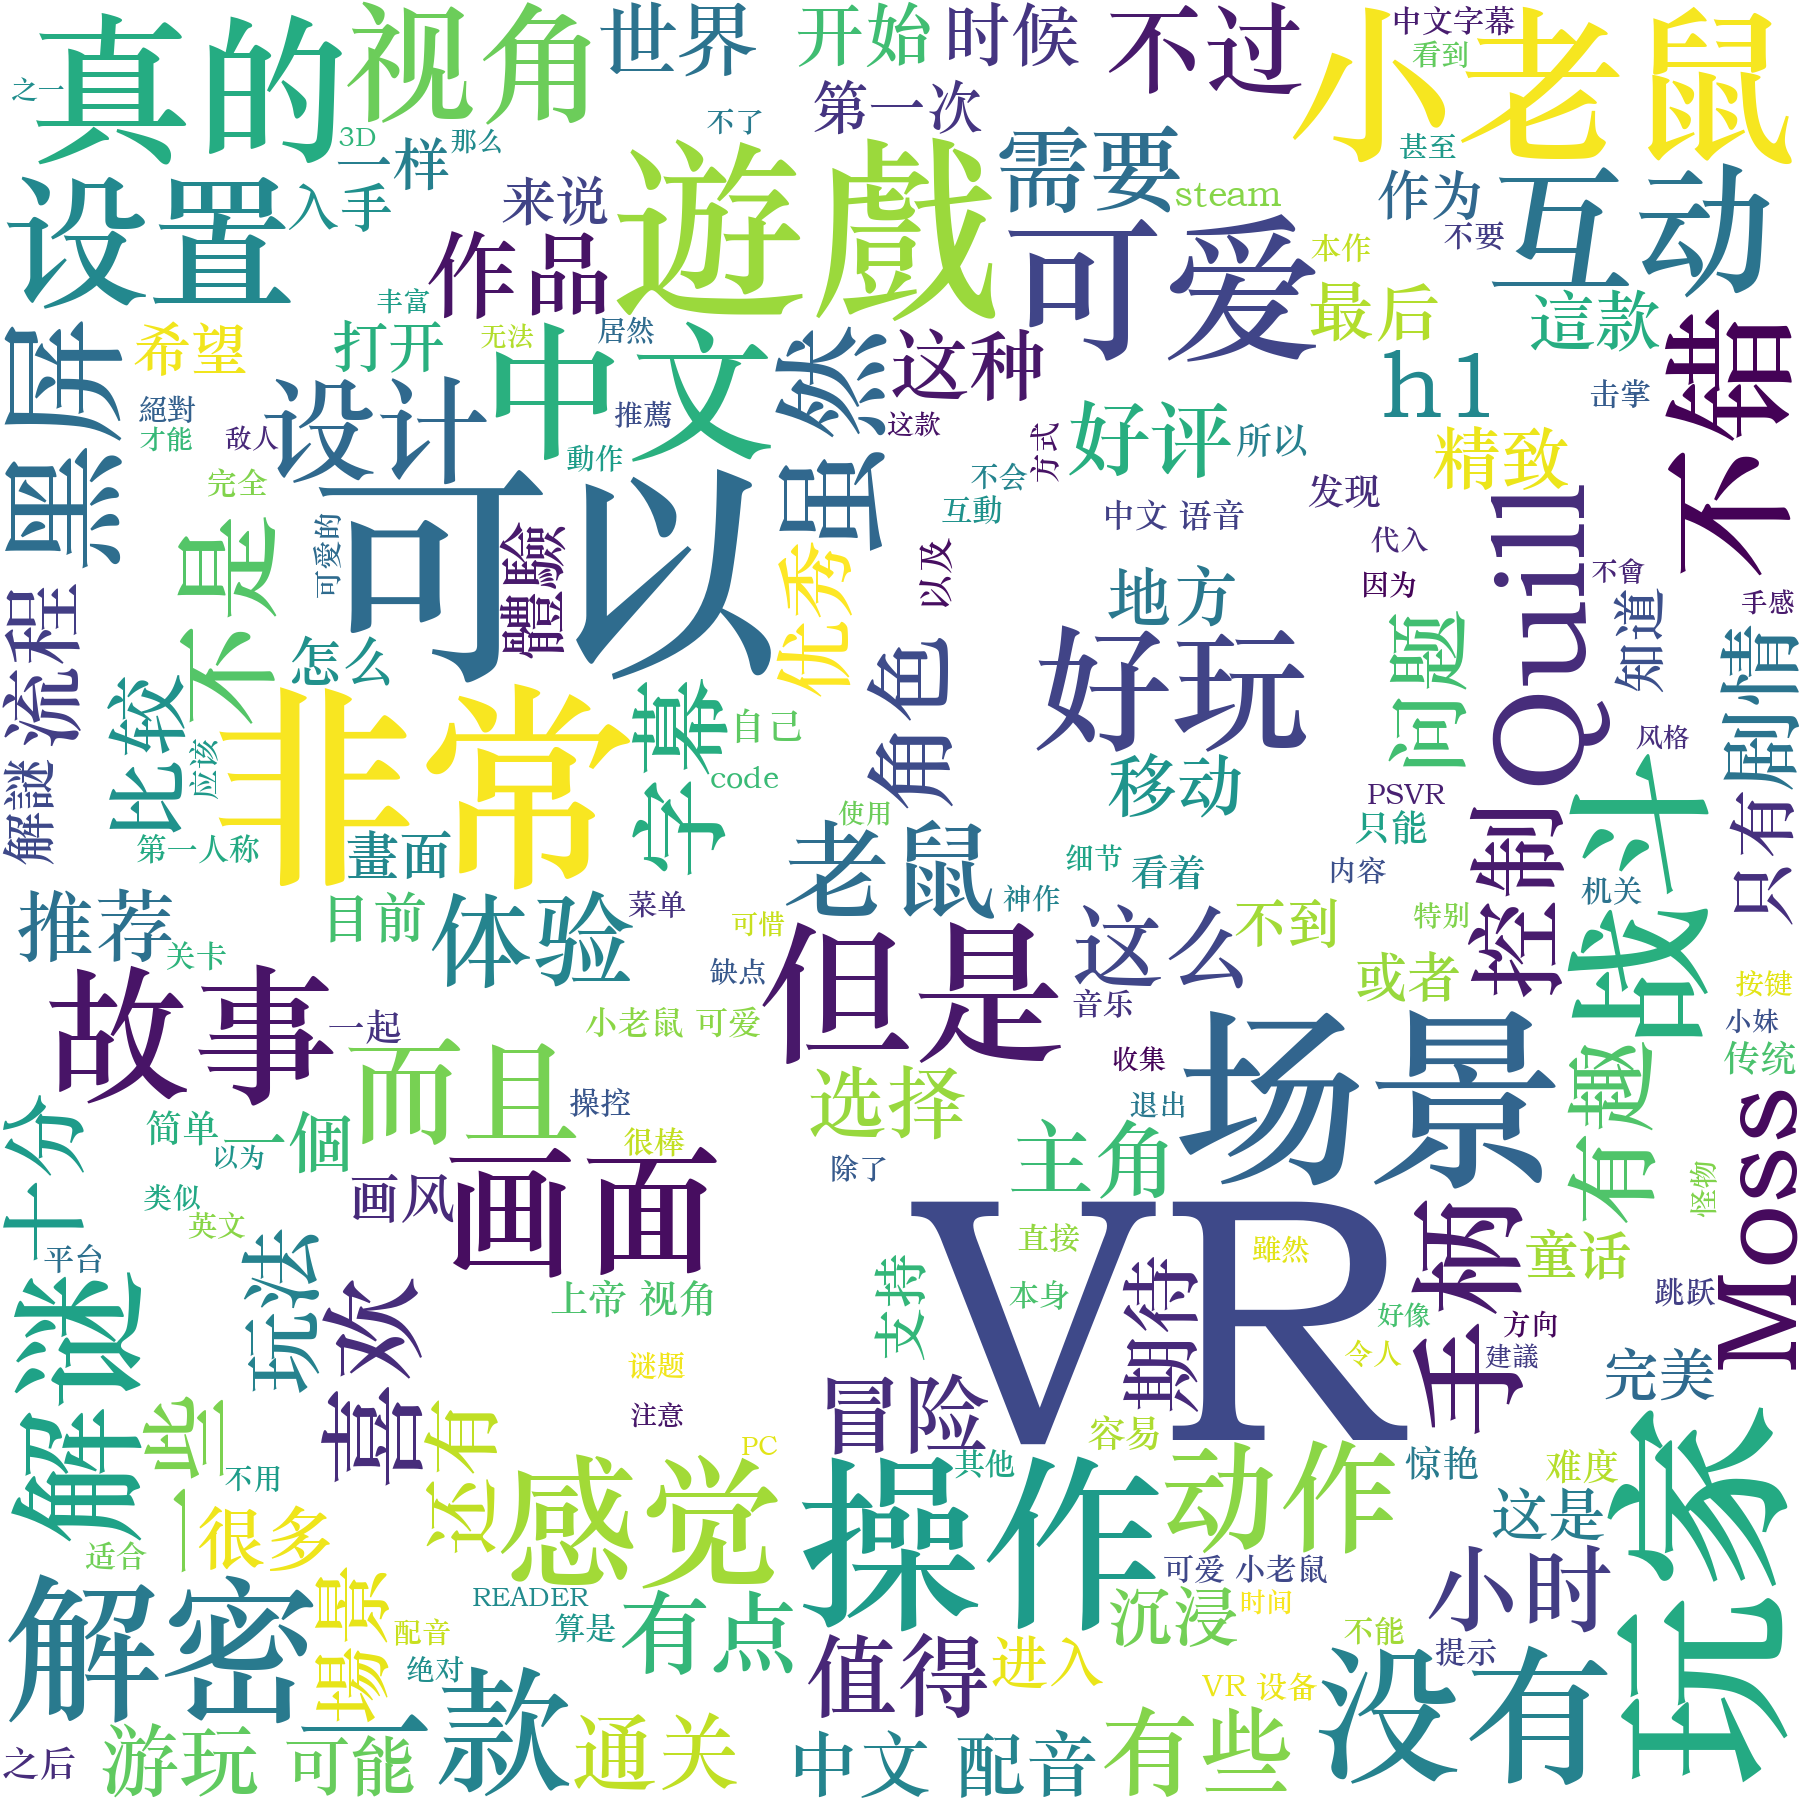 真的
视角
世界
开始
时候
不过
中文字幕
看到
小老鼠
之一
3D
那么
不了
第一次
一样
甚至
设置
入手
来说
遊戲
需要
steam
作为
不要
互动
作品
可爱
本作
丰富
最后
這款
黑屏
希望
打开
无法
居然
中文
虽然
这种
h1
击掌
不错
絕對
才能
敌人
设计
推薦
動作
这款
方式
好评
所以
精致
完全
不会
互動
中文 语音
发现
Quill
代入
因为
不會
手感
可以
可愛的
體驗
优秀
以及
地方
知道
流程
不是
怎么
好玩
问题
剧情
比较
应该
非常
字幕
自己
code
角色
移动
风格
解謎
第一人称
畫面
使用
PSVR
只能
控制
战斗
只有
老鼠
细节
看着
内容
机关
推荐
目前
体验
菜单
可惜
神作
这么
不到
特别
关卡
但是
缺点
或者
按键
故事
一起
小老鼠 可爱
音乐
小妹
传统
场景
而且
操控
选择
收集
退出
有趣
Moss
十分
简单
一個
以为
很棒
画面
除了
主角
怪物
类似
英文
画风
直接
雖然
手柄
童话
平台
玩法
上帝 视角
支持
本身
期待
好像
跳跃
方向
解谜
喜欢
谜题
令人
建議
完美
注意
冒险
容易
一些
还有
PC
玩家
不用
感觉
其他
动作
惊艳
难度
很多
操作
这是
适合
解密
場景
READER
可爱 小老鼠
小时
配音
算是
有点
沉浸
时间
不能
提示
绝对
值得
进入
没有
VR
VR 设备
之后
游玩
可能
一款
通关
中文 配音
有些